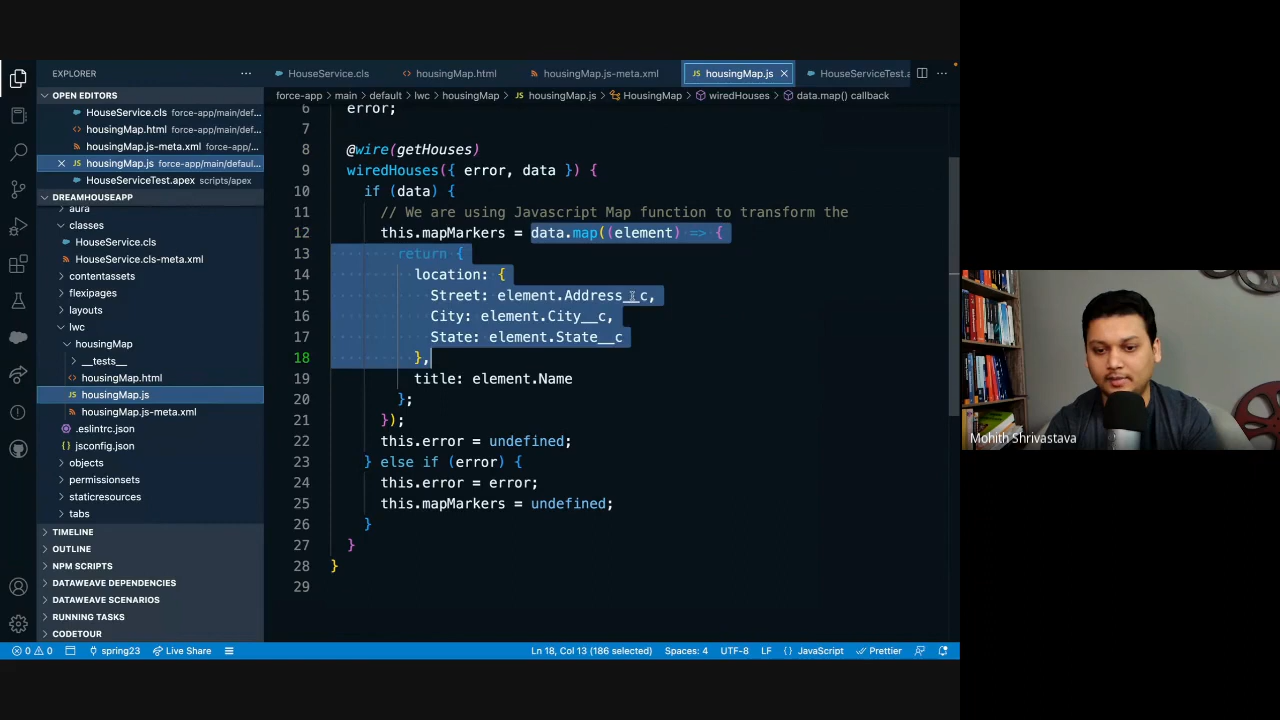 EXPLORER
OPEN EDITORS
HouseService.cls force-app/main/def...
housingMap.html force-app/main/def...
housingMap.js-meta.xml force-app/...
housingMap.js force-app/main/default...
HouseServiceTest.apex scripts/apex
DREAMHOUSEAPP
aura
classes
HouseService.cls
HouseService.cls-meta.xml
contentassets
flexipages
layouts
lwc
housingMap
__tests__
housingMap.html
JS housingMap.js
housingMap.js-meta.xml
.eslintrc.json
jsconfig.json
objects
permissionsets
staticresources
tabs
TIMELINE
OUTLINE
NPM SCRIPTS
DATAWEAVE DEPENDENCIES
DATAWEAVE SCENARIOS
RUNNING TASKS
CODETOUR
HouseService.cls housingMap.html housingMap.js-meta.xml JS housingMap.js HouseServiceTest.a
force-app > main > default > lwc > housingMap > JS housingMap.js > HousingMap > wiredHouses > data.map() callback
6 error;
7
8 @wire(getHouses)
9 wiredHouses({ error, data }) {
10 if (data) {
11 // We are using Javascript Map function to transform the
12 this.mapMarkers = data.map((element) => {
13 return {
14 location: {
15 Street: element.Address__c,
16 City: element.City__c,
17 State: element.State__c
18 },
19 title: element.Name
20 };
21 });
22 this.error = undefined;
23 } else if (error) {
24 this.error = error;
25 this.mapMarkers = undefined;
26 }
27 }
28 }
29
0 0 spring23 Live Share Ln 18, Col 13 (186 selected) Spaces: 4 UTF-8 LF {} JavaScript Prettier
Mohith Shrivastava